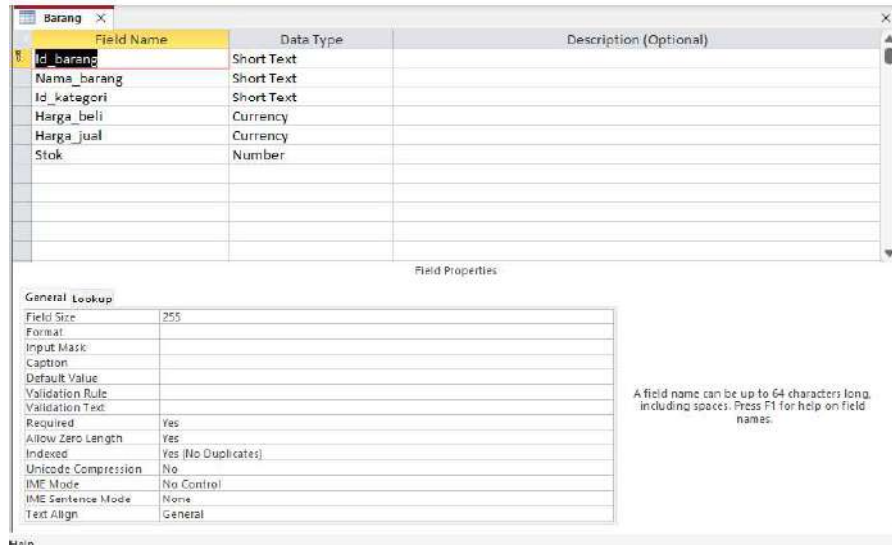 Barang
Field Name Data Type Description (Optional)
Id_barang Short Text
Nama_barang Short Text
Id_kategori Short Text
Harga_beli Currency
Harga_jual Currency
Stok Number
Field Properties
General Lookup
Field Size 255
Format
Input Mask
Caption
Default Value
Validation Rule
Validation Text
Required Yes
Allow Zero Length Yes
Indexed Yes (No Duplicates)
Unicode Compression No
IME Mode No Control
IME Sentence Mode None
Text Align General
A field name can be up to 64 characters long,
including spaces. Press F1 for help on field
names.